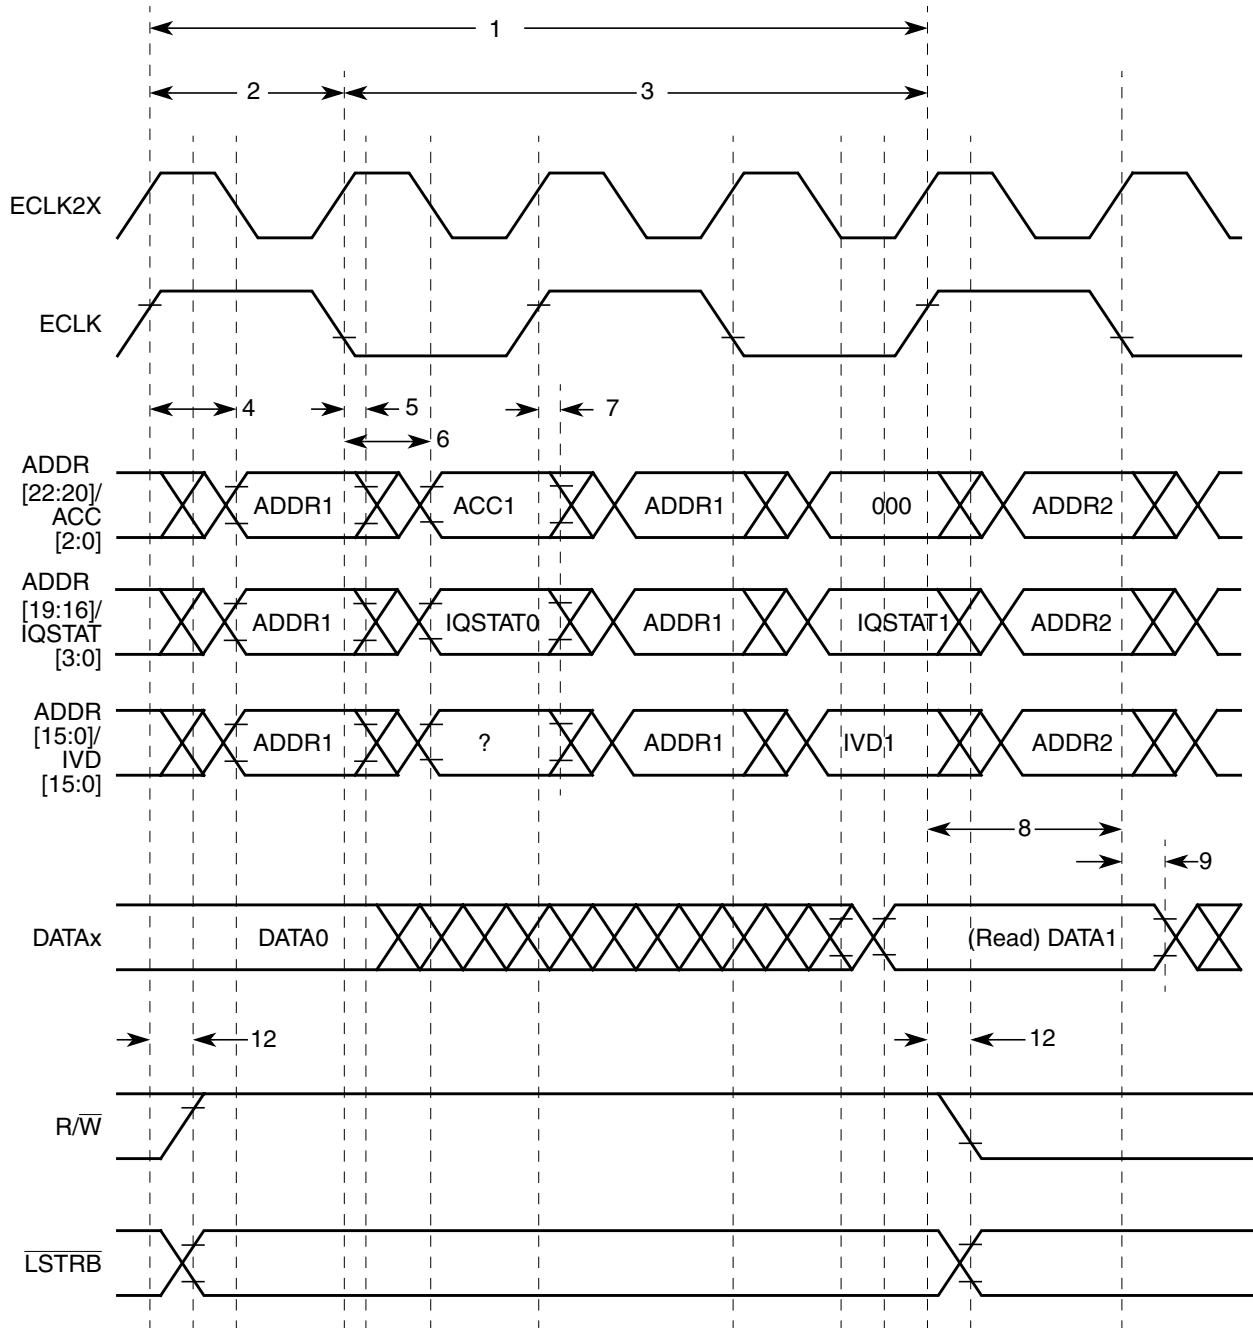 1
2 3
ECLK2X
ECLK
4 5 7
6
ADDR
[22:20]/
ACC
[2:0]
ADDR1 ACC1 ADDR1 000 ADDR2
ADDR
[19:16]/
IQSTAT
[3:0]
ADDR1 IQSTAT0 ADDR1 IQSTAT1 ADDR2
ADDR
[15:0]/
IVD
[15:0]
ADDR1 ? ADDR1 IVD1 ADDR2
8
9
DATAx DATA0 (Read) DATA1
12 12
R/W̅
L̅S̅T̅R̅B̅